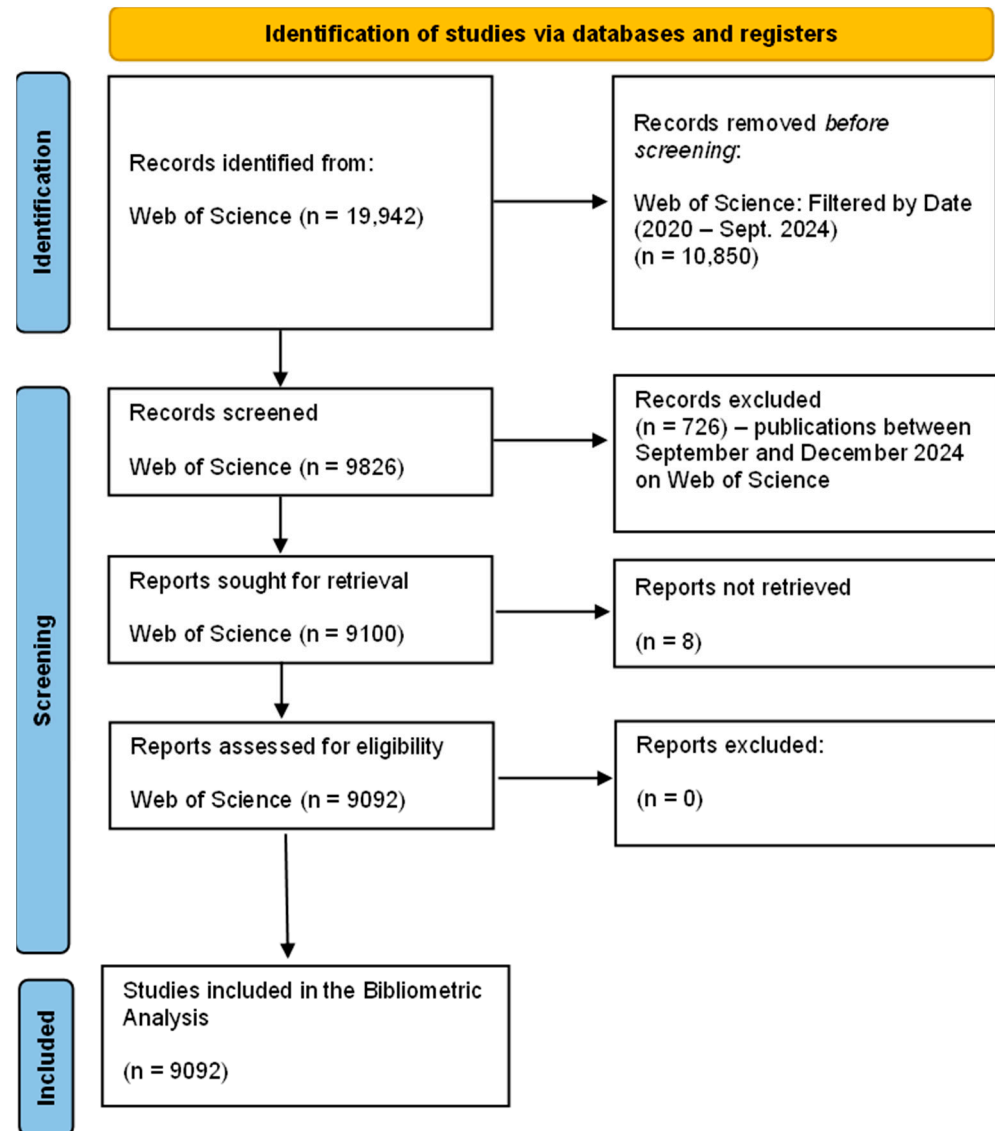 Identification of studies via databases and registers
Identification
Records identified from:
Web of Science (n = 19,942)
Records removed before
screening:
Web of Science: Filtered by Date
(2020 – Sept. 2024)
(n = 10,850)
Screening
Records screened
Web of Science (n = 9826)
Records excluded
(n = 726) – publications between
September and December 2024
on Web of Science
Reports sought for retrieval
Web of Science (n = 9100)
Reports not retrieved
(n = 8)
Reports assessed for eligibility
Web of Science (n = 9092)
Reports excluded:
(n = 0)
Included
Studies included in the Bibliometric
Analysis
(n = 9092)